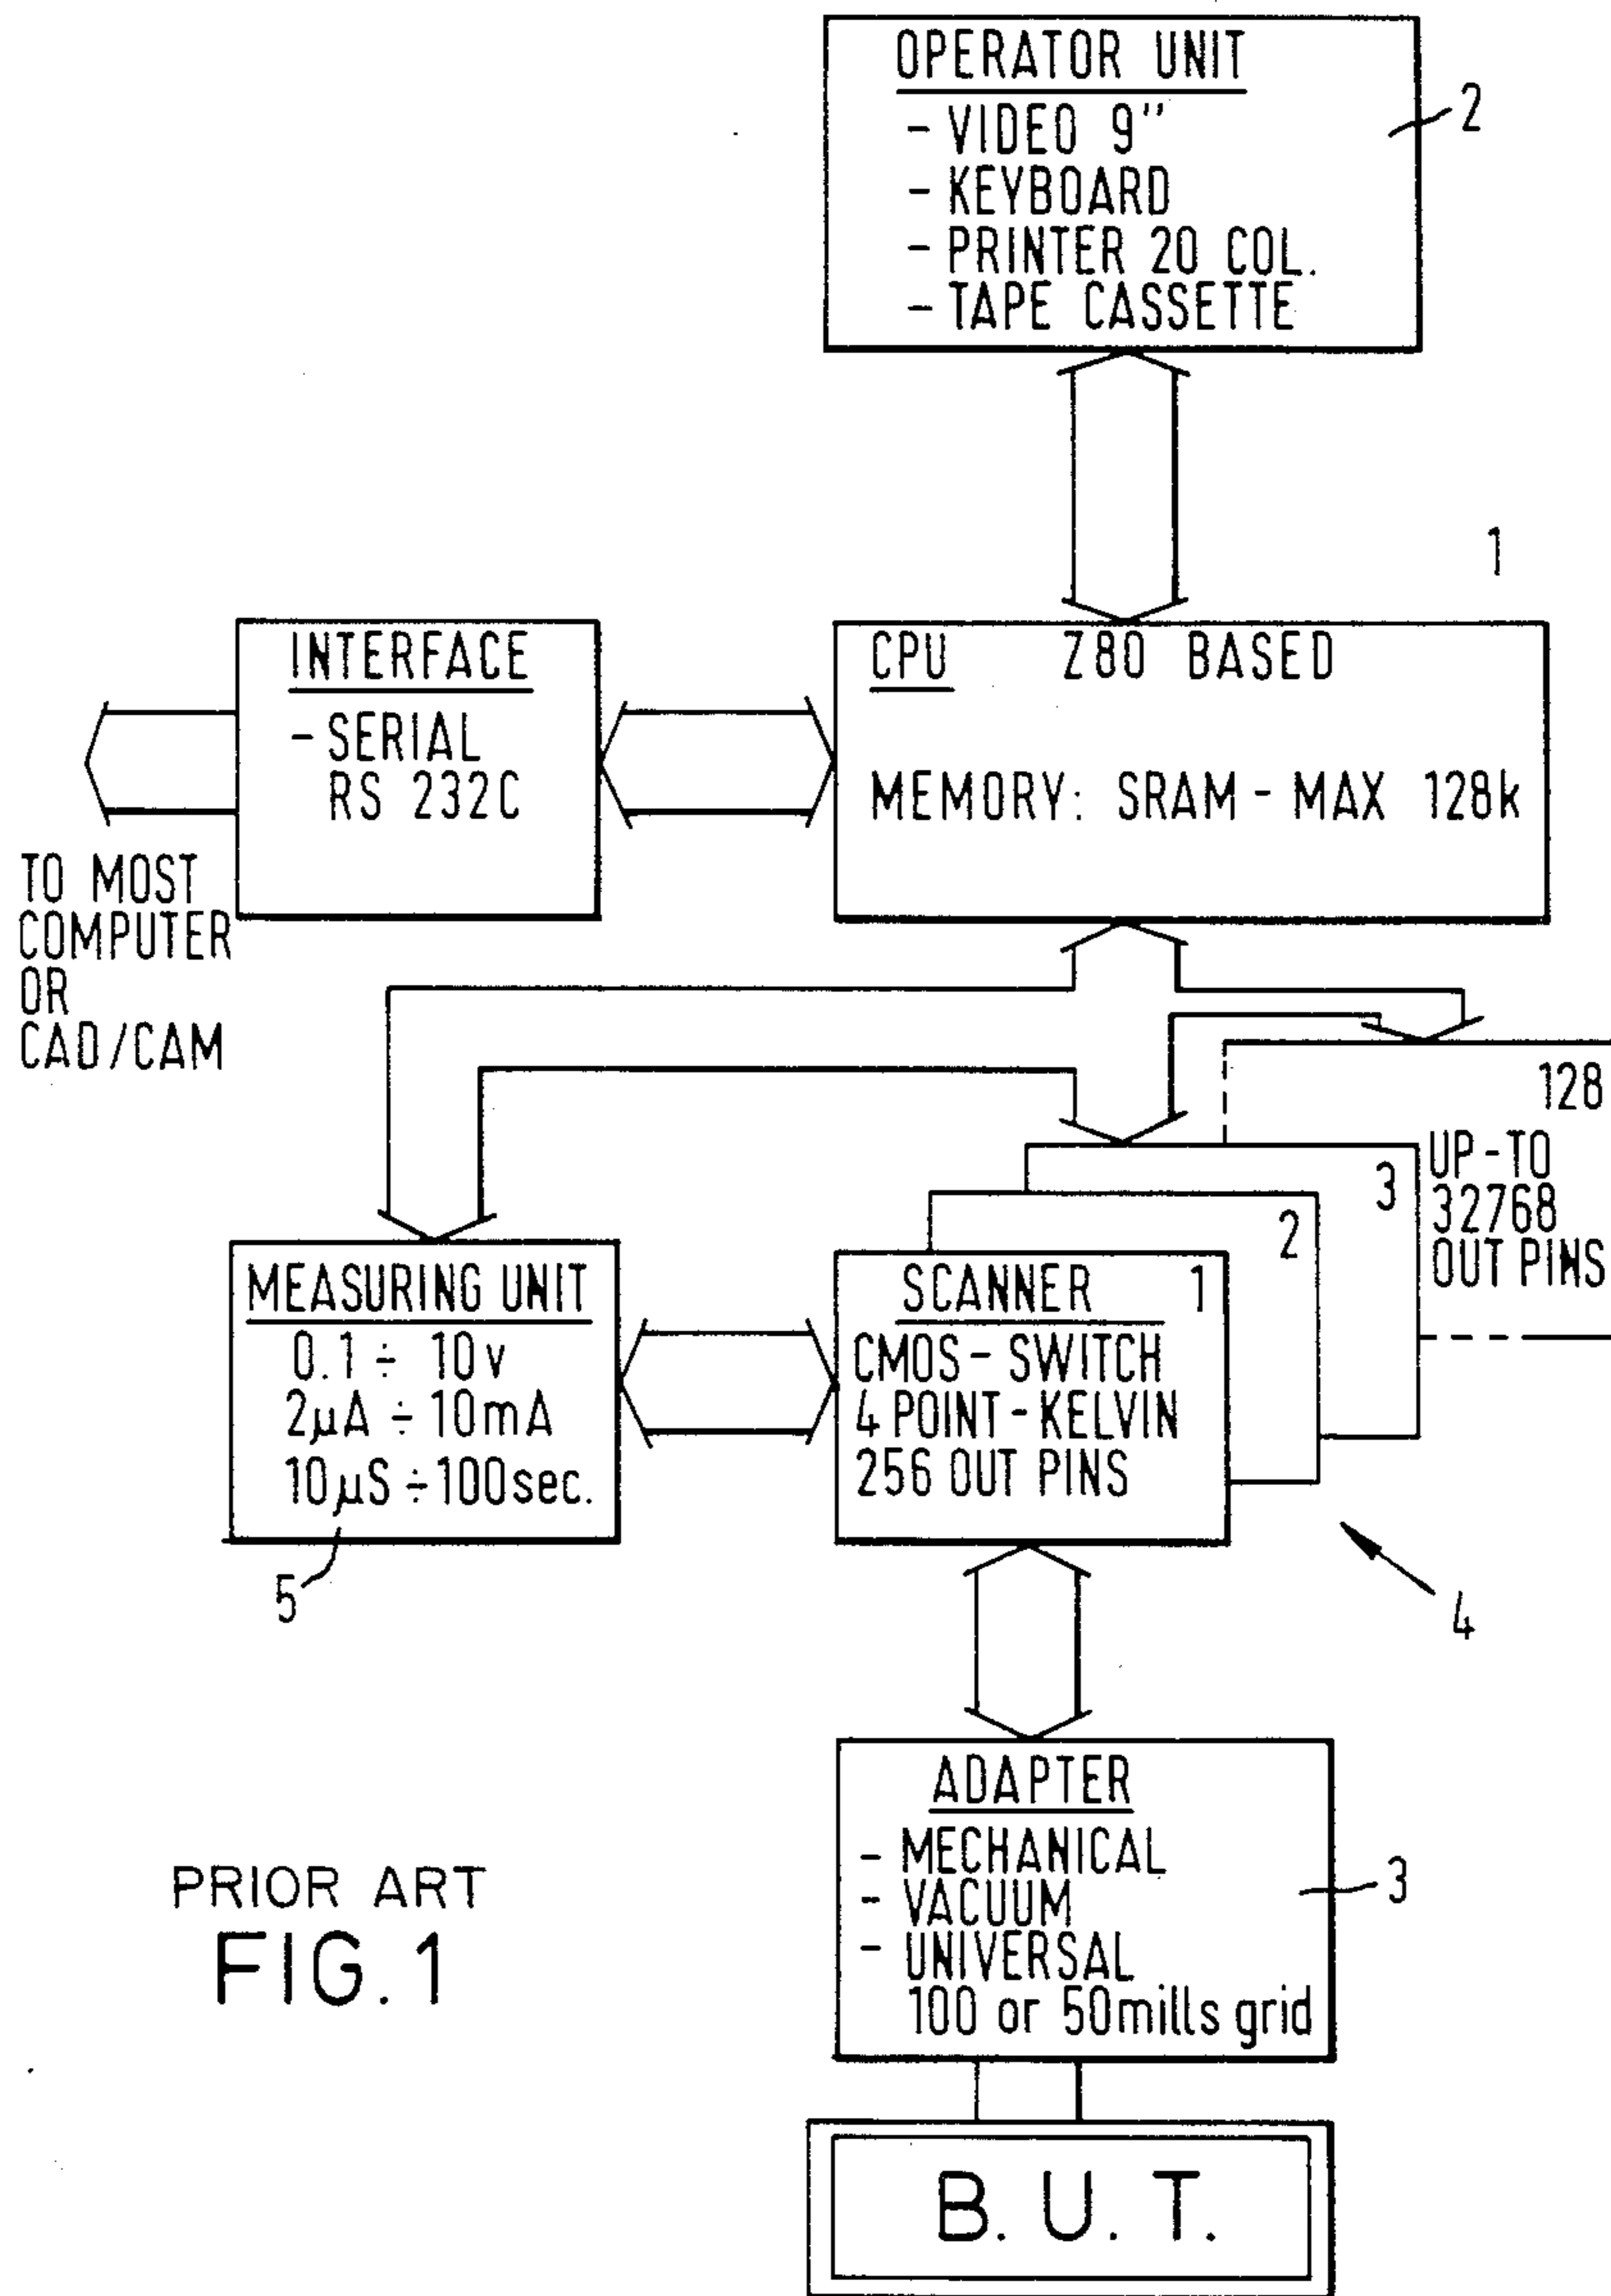 OPERATOR UNIT
- VIDEO 9"
- KEYBOARD
- PRINTER 20 COL.
- TAPE CASSETTE
2
1
INTERFACE
- SERIAL
RS 232C
CPU Z80 BASED
MEMORY: SRAM - MAX 128k
TO MOST
COMPUTER
OR
CAD/CAM
128
UP-TO
32768
OUT PINS
3
2
MEASURING UNIT
0.1 ÷ 10v
2µA ÷ 10mA
10µS ÷ 100sec.
5
SCANNER 1
CMOS - SWITCH
4 POINT - KELVIN
256 OUT PINS
4
ADAPTER
- MECHANICAL
- VACUUM
- UNIVERSAL
100 or 50mills grid
3
PRIOR ART
FIG.1
B. U. T.